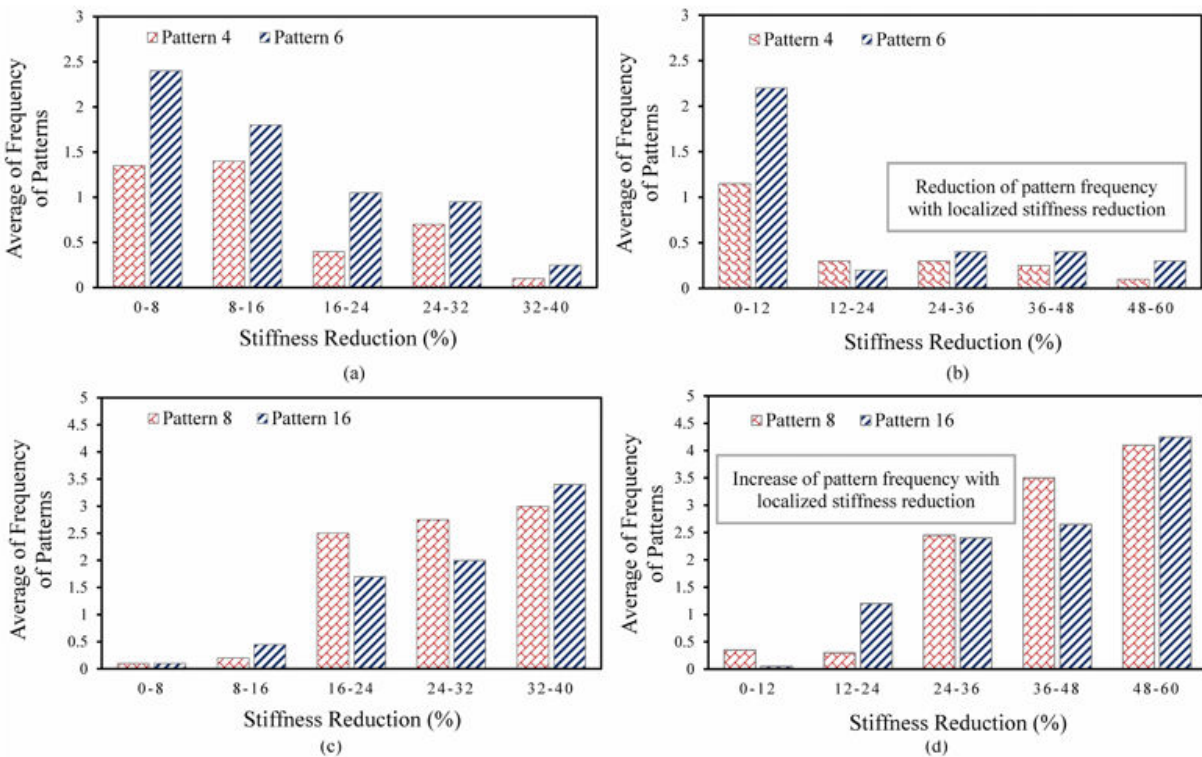 3
2.5
2
1.5
1
0.5
0
Average of Frequency
of Patterns
Pattern 4 Pattern 6
0-8 8-16 16-24 24-32 32-40
Stiffness Reduction (%)
(a)
3
2.5
2
1.5
1
0.5
0
Average of Frequency
of Patterns
Pattern 4 Pattern 6
Reduction of pattern frequency
with localized stiffness reduction
0-12 12-24 24-36 36-48 48-60
Stiffness Reduction (%)
(b)
5
4.5
4
3.5
3
2.5
2
1.5
1
0.5
0
Average of Frequency
of Patterns
Pattern 8 Pattern 16
0-8 8-16 16-24 24-32 32-40
Stiffness Reduction (%)
(c)
5
4.5
4
3.5
3
2.5
2
1.5
1
0.5
0
Average of Frequency
of Patterns
Pattern 8 Pattern 16
Increase of pattern frequency with
localized stiffness reduction
0-12 12-24 24-36 36-48 48-60
Stiffness Reduction (%)
(d)